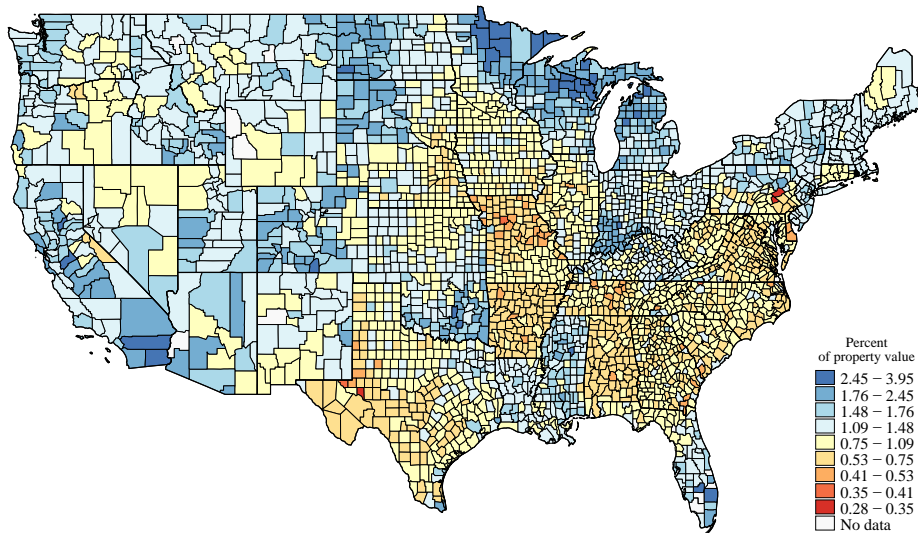 Percent
of property value
2.45 − 3.95
1.76 − 2.45
1.48 − 1.76
1.09 − 1.48
0.75 − 1.09
0.53 − 0.75
0.41 − 0.53
0.35 − 0.41
0.28 − 0.35
No data